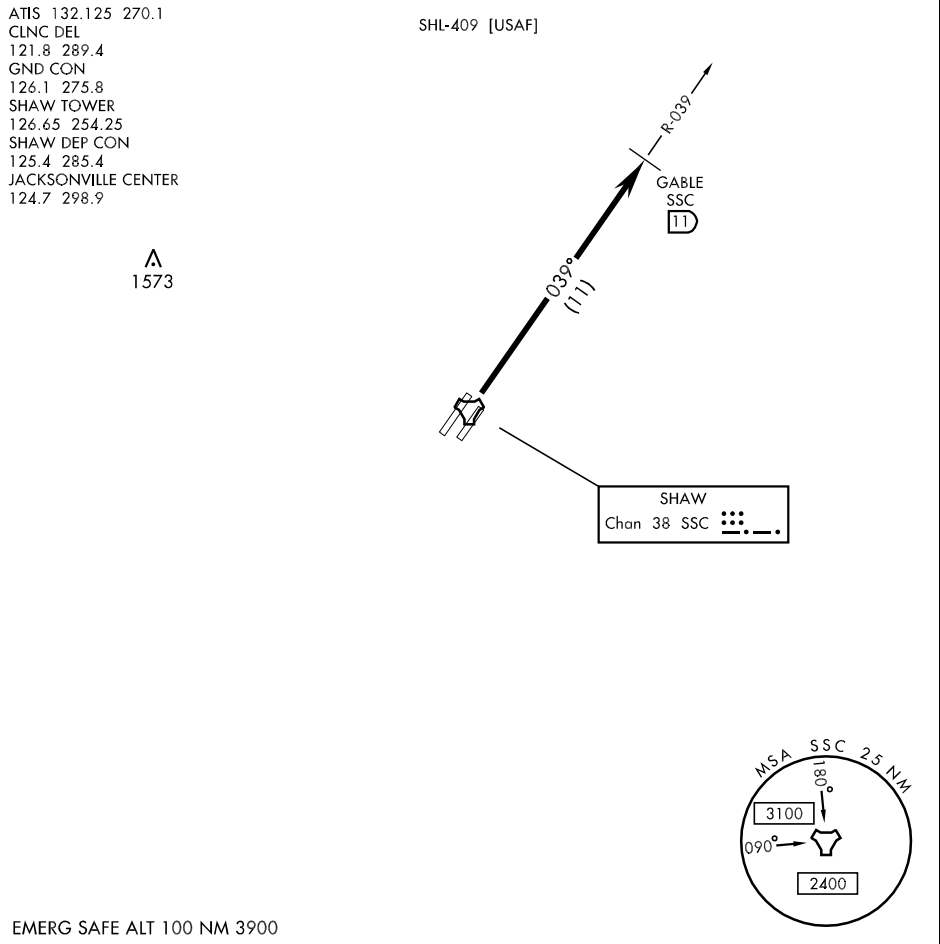 ATIS 132.125 270.1
CLNC DEL
121.8 289.4
GND CON
126.1 275.8
SHAW TOWER
126.65 254.25
SHAW DEP CON
125.4 285.4
JACKSONVILLE CENTER
124.7 298.9
SHL-409 [USAF]
R-039
GABLE
SSC
11
1573
039°
(11)
SHAW
Chan 38 SSC
MSA SSC 25 NM
180°
3100
090°
2400
EMERG SAFE ALT 100 NM 3900